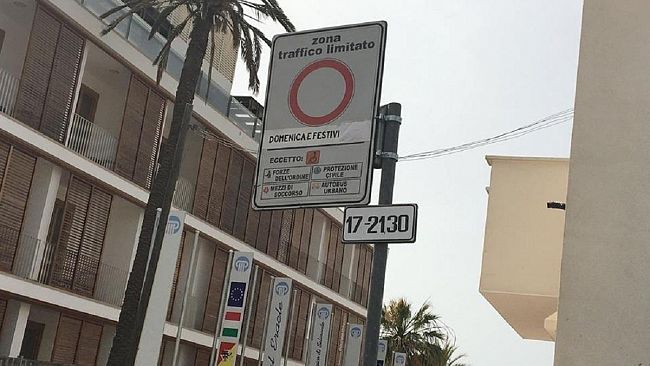 zona
traffico limitato
DOMENICA E FESTIVI
ECCETTO:
FORZE
DELL'ORDINE
PROTEZIONE
CIVILE
MEZZI DI
SOCCORSO
AUTOBUS
URBANO
17-2130